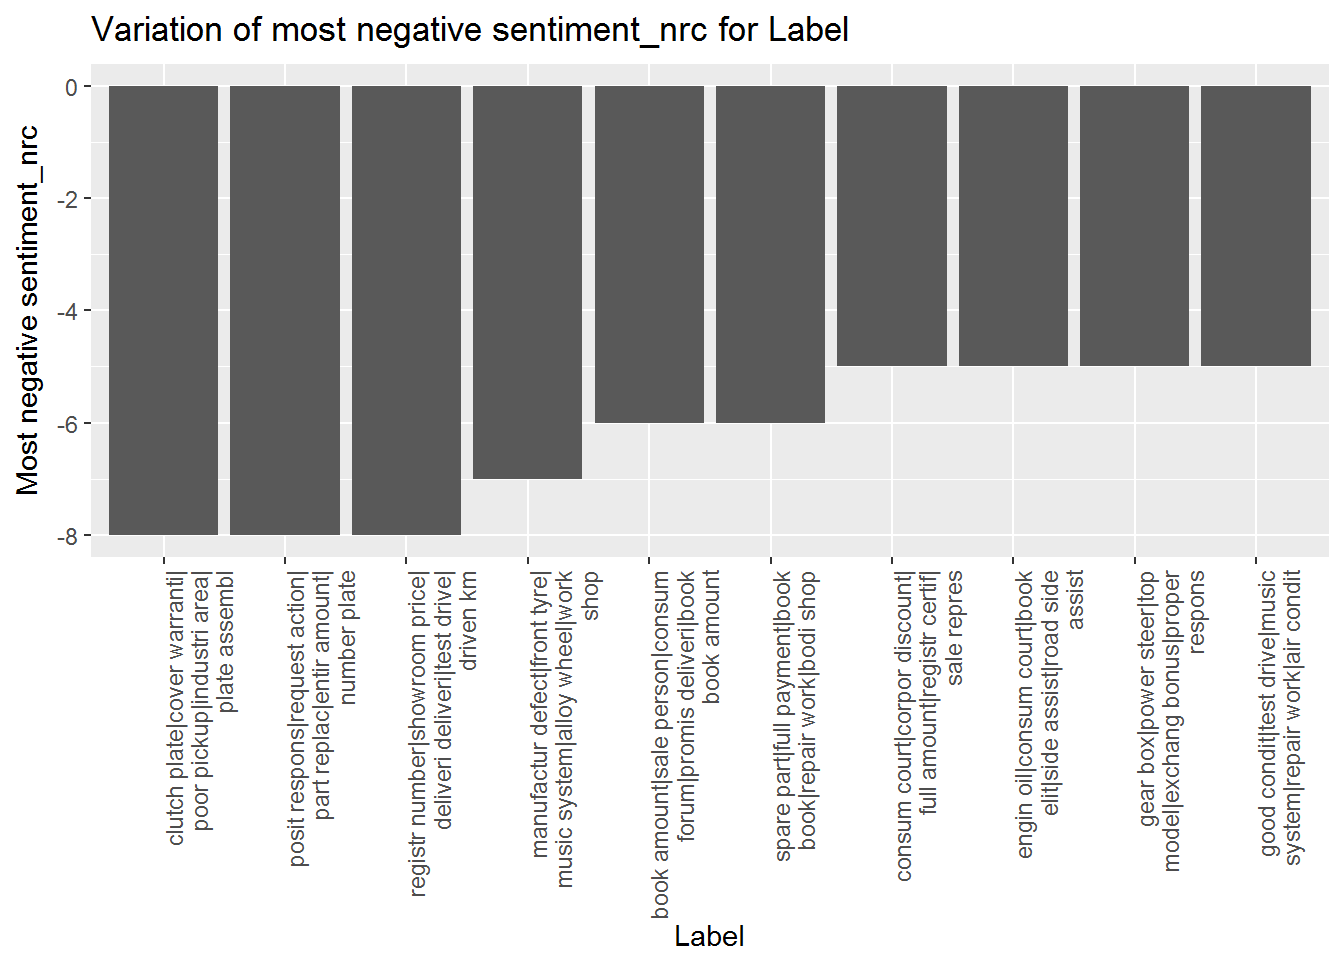 Variation of most negative sentiment_nrc for Label
Most negative sentiment_nrc
0
-2
-4
-6
-8
clutch plate|cover warranti|
poor pickup|industri area|
plate assembl
posit respons|request action|
part replac|entir amount|
number plate
registr number|showroom price|
deliveri deliveri|test drive|
driven km
manufactur defect|front tyre|
music system|alloy wheel|work
shop
book amount|sale person|consum
forum|promis deliveri|book
book amount
spare part|full payment|book
book|repair work|bodi shop
consum court|corpor discount|
full amount|registr certif|
sale repres
engin oil|consum court|book
elit|side assist|road side
assist
gear box|power steer|top
model|exchang bonus|proper
respons
good condit|test drive|music
system|repair work|air condit
Label